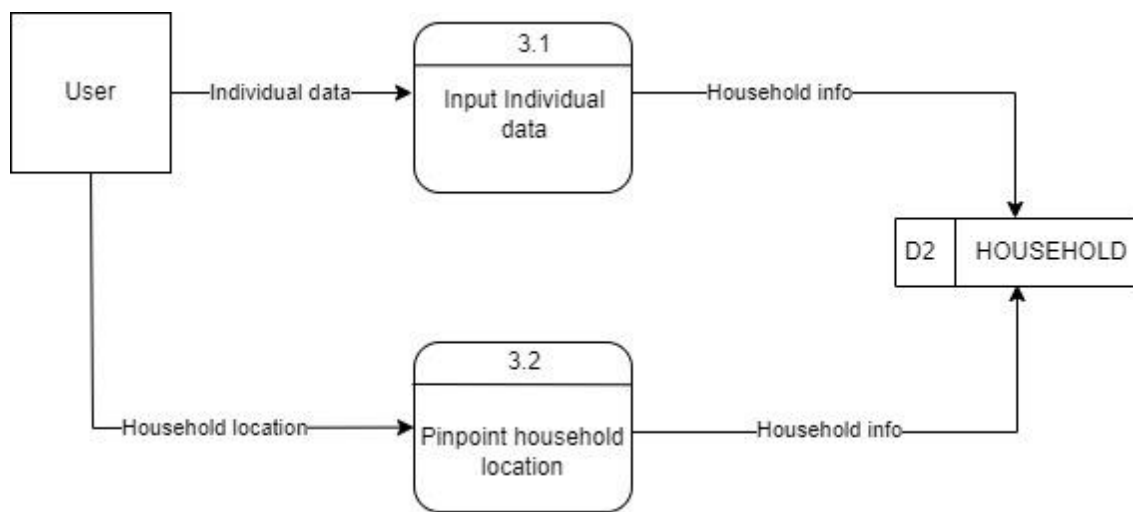 3.1
User
Individual data
Input Individual
data
Household info
D2
HOUSEHOLD
3.2
Household location
Pinpoint household
location
Household info